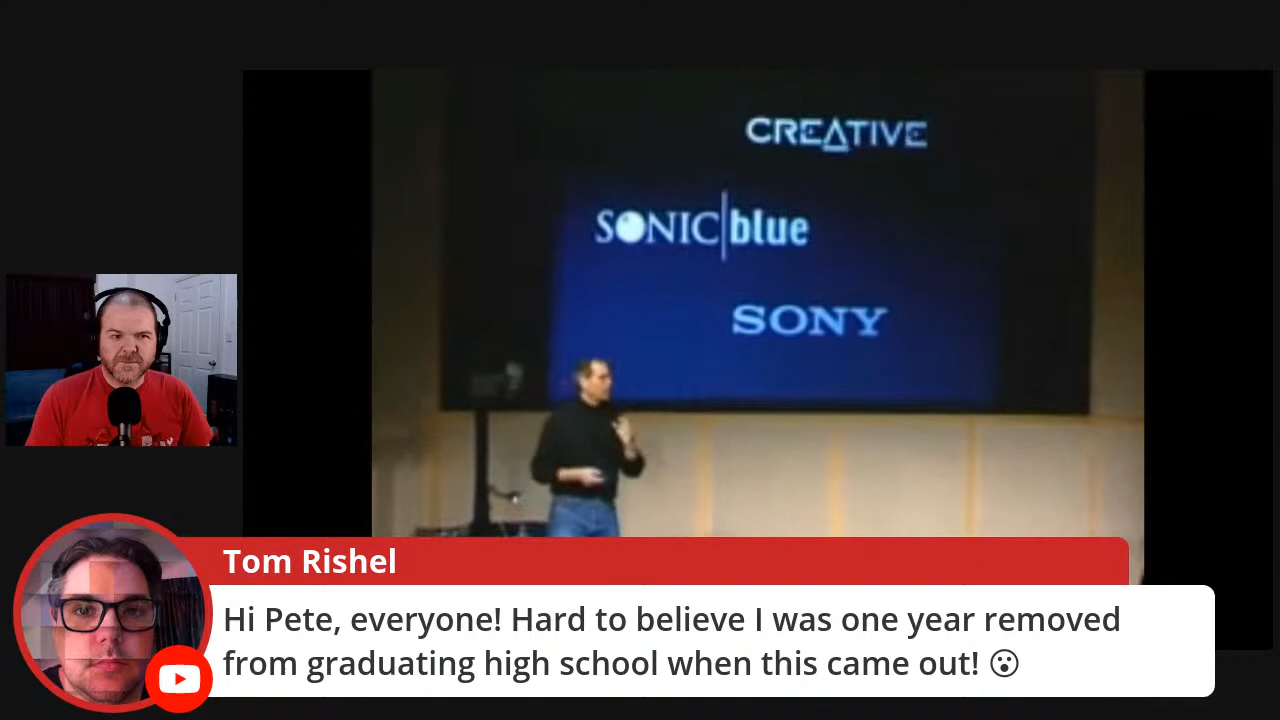 CREATIVE
SONIC|blue
SONY
Tom Rishel
Hi Pete, everyone! Hard to believe I was one year removed
from graduating high school when this came out! 😮